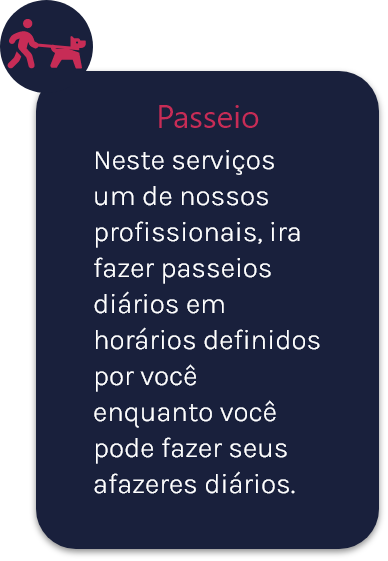 Passeio
Neste serviços
um de nossos
profissionais, ira
fazer passeios
diários em
horários definidos
por você
enquanto você
pode fazer seus
afazeres diários.